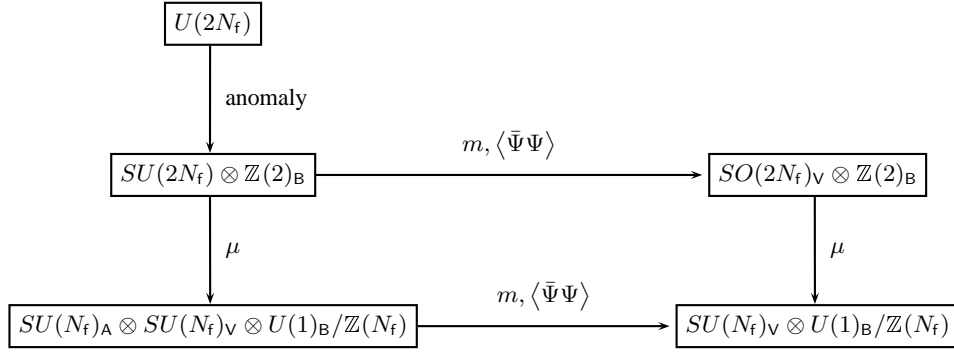 U(2N_f)
anomaly
m, ⟨Ψ̄Ψ⟩
SU(2N_f) ⊗ ℤ(2)_B
SO(2N_f)_V ⊗ ℤ(2)_B
μ
μ
m, ⟨Ψ̄Ψ⟩
SU(N_f)_A ⊗ SU(N_f)_V ⊗ U(1)_B/ℤ(N_f)
SU(N_f)_V ⊗ U(1)_B/ℤ(N_f)